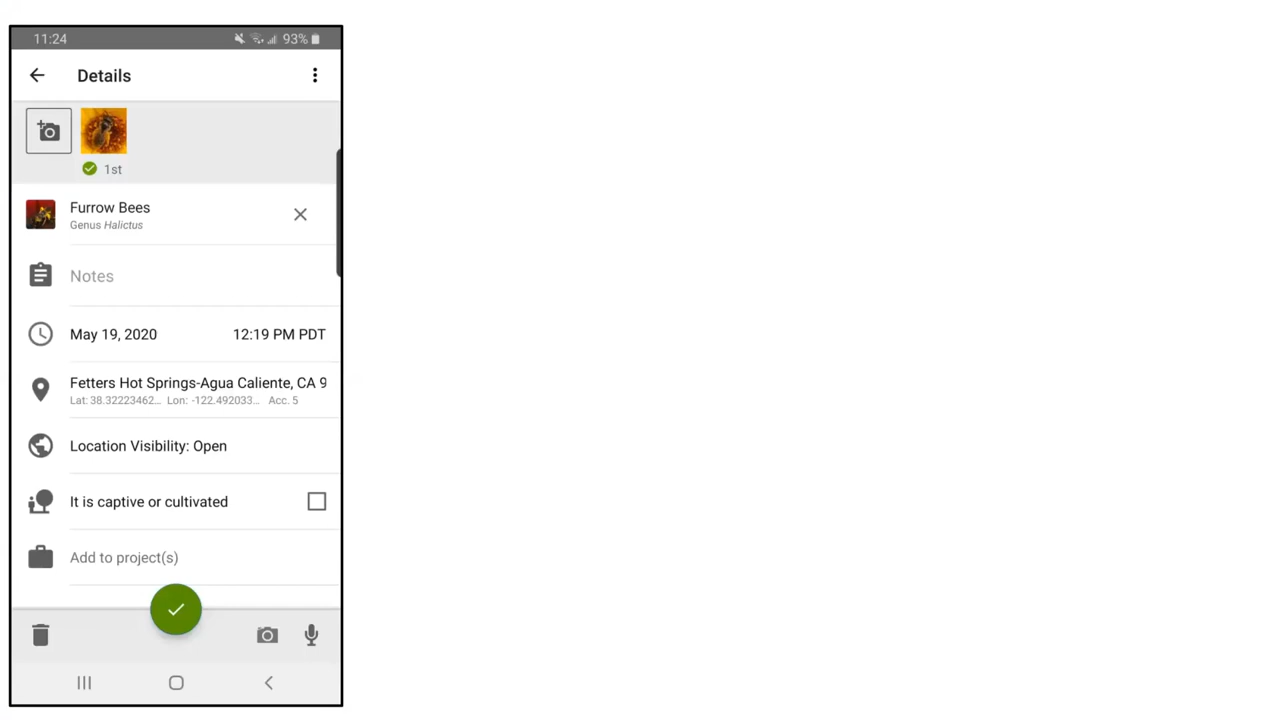 11:24 93%
Details
1st
Furrow Bees
Genus Halictus
Notes
May 19, 2020 12:19 PM PDT
Fetters Hot Springs-Agua Caliente, CA 9
Lat: 38.32223462... Lon: -122.492033... Acc. 5
Location Visibility: Open
It is captive or cultivated
Add to project(s)